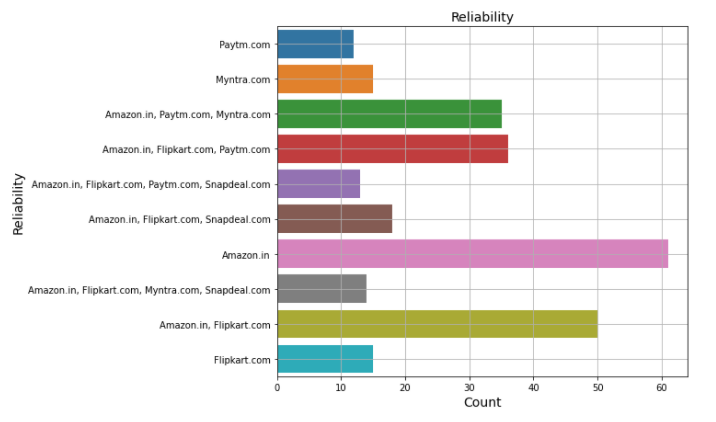 Reliability
Paytm.com
Myntra.com
Amazon.in, Paytm.com, Myntra.com
Amazon.in, Flipkart.com, Paytm.com
Amazon.in, Flipkart.com, Paytm.com, Snapdeal.com
Amazon.in, Flipkart.com, Snapdeal.com
Amazon.in
Amazon.in, Flipkart.com, Myntra.com, Snapdeal.com
Amazon.in, Flipkart.com
Flipkart.com
Reliability
0 10 20 30 40 50 60
Count